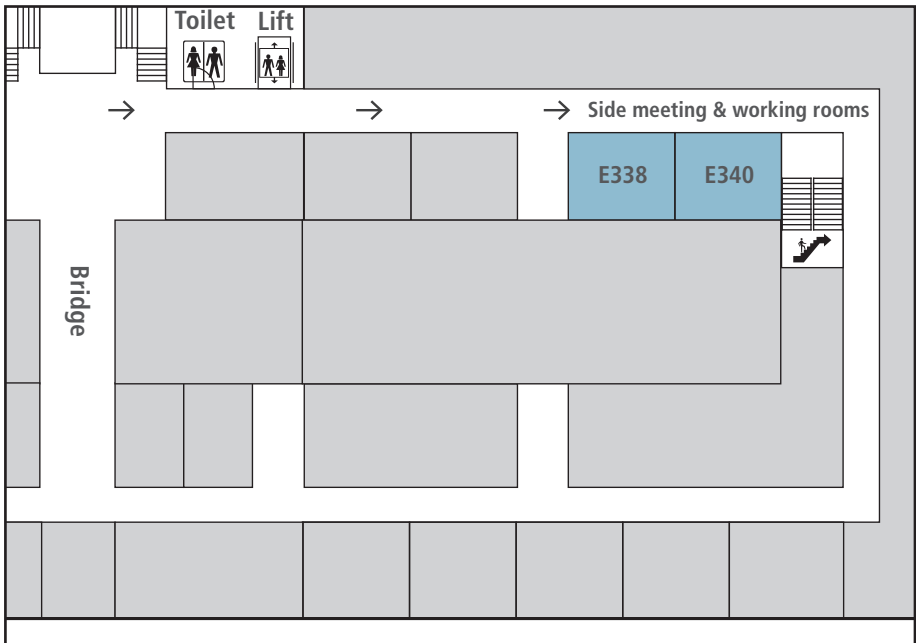 Toilet Lift
→ → → Side meeting & working rooms
E338 E340
Bridge